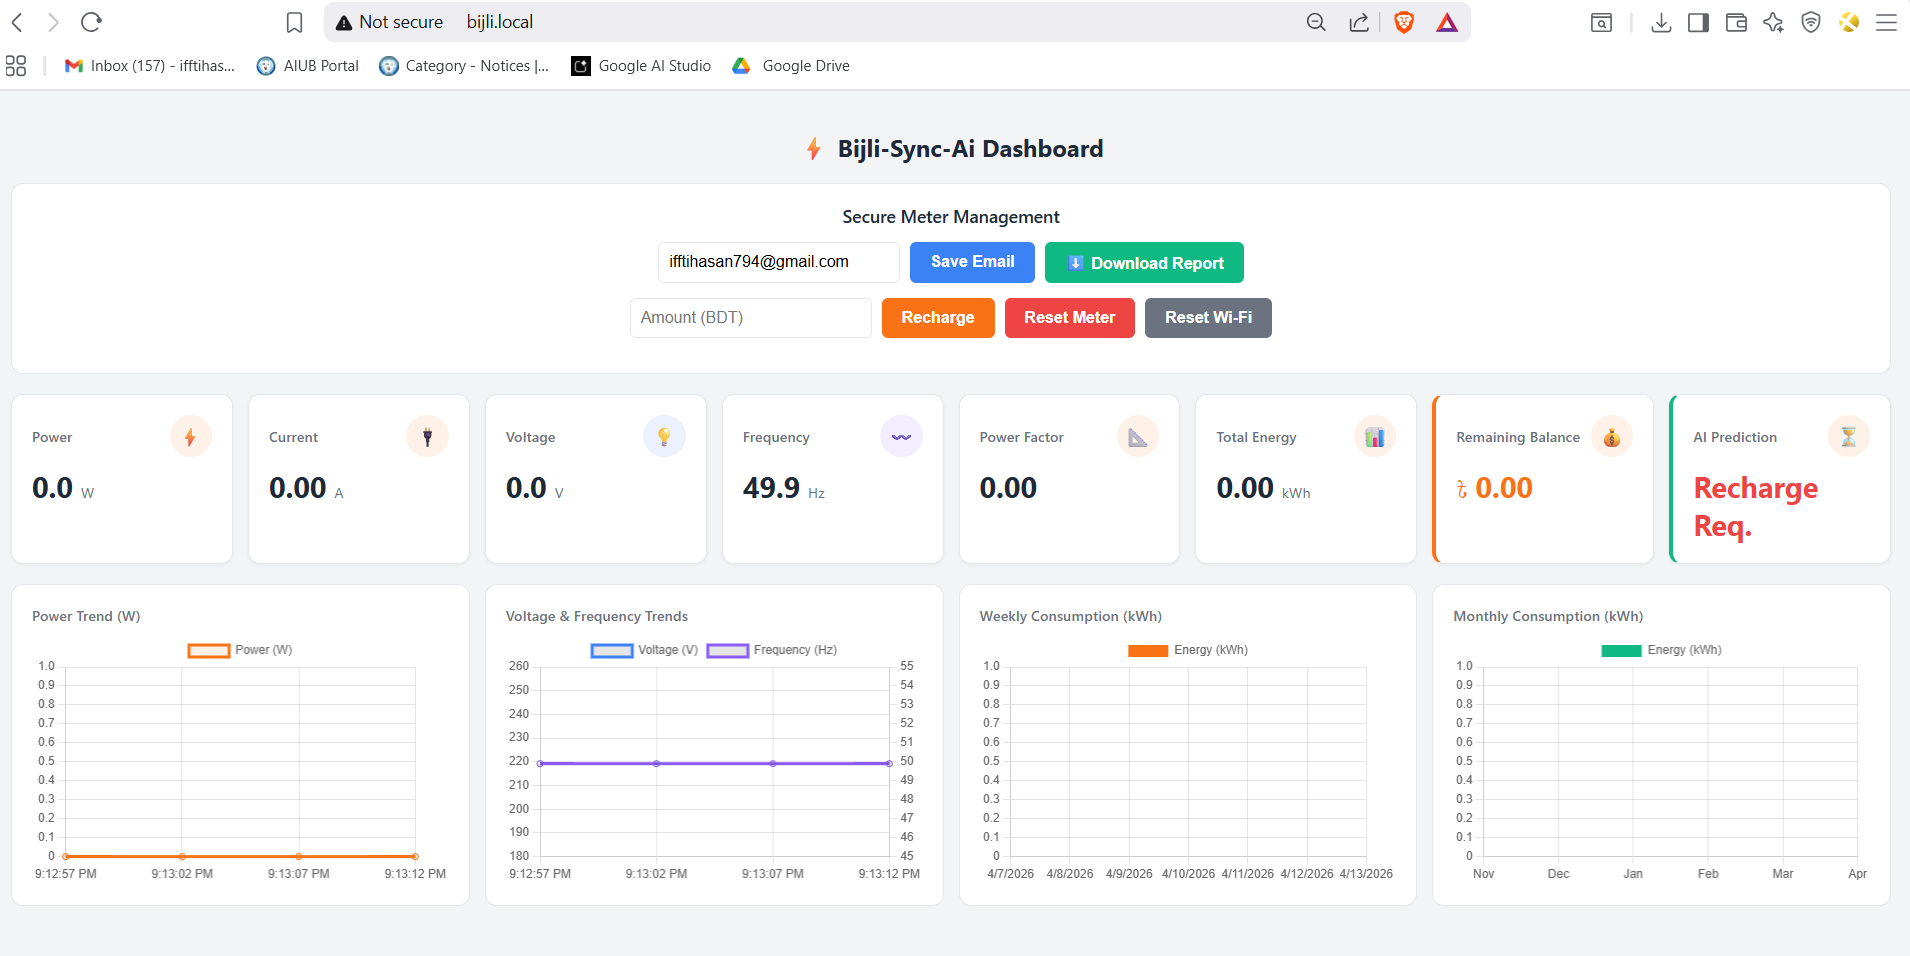 Not secure bijli.local
Inbox (157) - ifftihas... AIUB Portal Category - Notices |... Google AI Studio Google Drive
Bijli-Sync-Ai Dashboard
Secure Meter Management
ifftihasan794@gmail.com Save Email Download Report
Amount (BDT) Recharge Reset Meter Reset Wi-Fi
Power
0.0 W
Current
0.00 A
Voltage
0.0 V
Frequency
49.9 Hz
Power Factor
0.00
Total Energy
0.00 kWh
Remaining Balance
৳ 0.00
AI Prediction
Recharge
Req.
Power Trend (W)
Power (W)
1.0
0.9
0.8
0.7
0.6
0.5
0.4
0.3
0.2
0.1
0
9:12:57 PM 9:13:02 PM 9:13:07 PM 9:13:12 PM
Voltage & Frequency Trends
Voltage (V) Frequency (Hz)
260 55
250 54
240 53
230 52
220 51
210 50
200 49
190 48
180 47
46
45
9:12:57 PM 9:13:02 PM 9:13:07 PM 9:13:12 PM
Weekly Consumption (kWh)
Energy (kWh)
1.0
0.9
0.8
0.7
0.6
0.5
0.4
0.3
0.2
0.1
0
4/7/2026 4/8/2026 4/9/2026 4/10/2026 4/11/2026 4/12/2026 4/13/2026
Monthly Consumption (kWh)
Energy (kWh)
1.0
0.9
0.8
0.7
0.6
0.5
0.4
0.3
0.2
0.1
0
Nov Dec Jan Feb Mar Apr